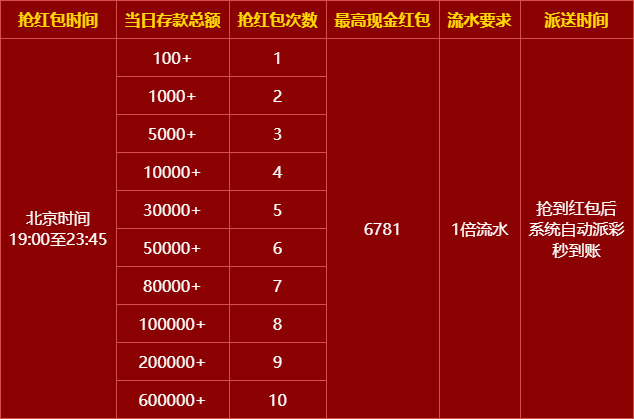 抢红包时间 当日存款总额 抢红包次数 最高现金红包 流水要求 派送时间
100+ 1
1000+ 2
5000+ 3
10000+ 4
30000+ 5
50000+ 6
80000+ 7
100000+ 8
200000+ 9
600000+ 10
北京时间
19:00至23:45
6781
1倍流水
抢到红包后
系统自动派彩
秒到账